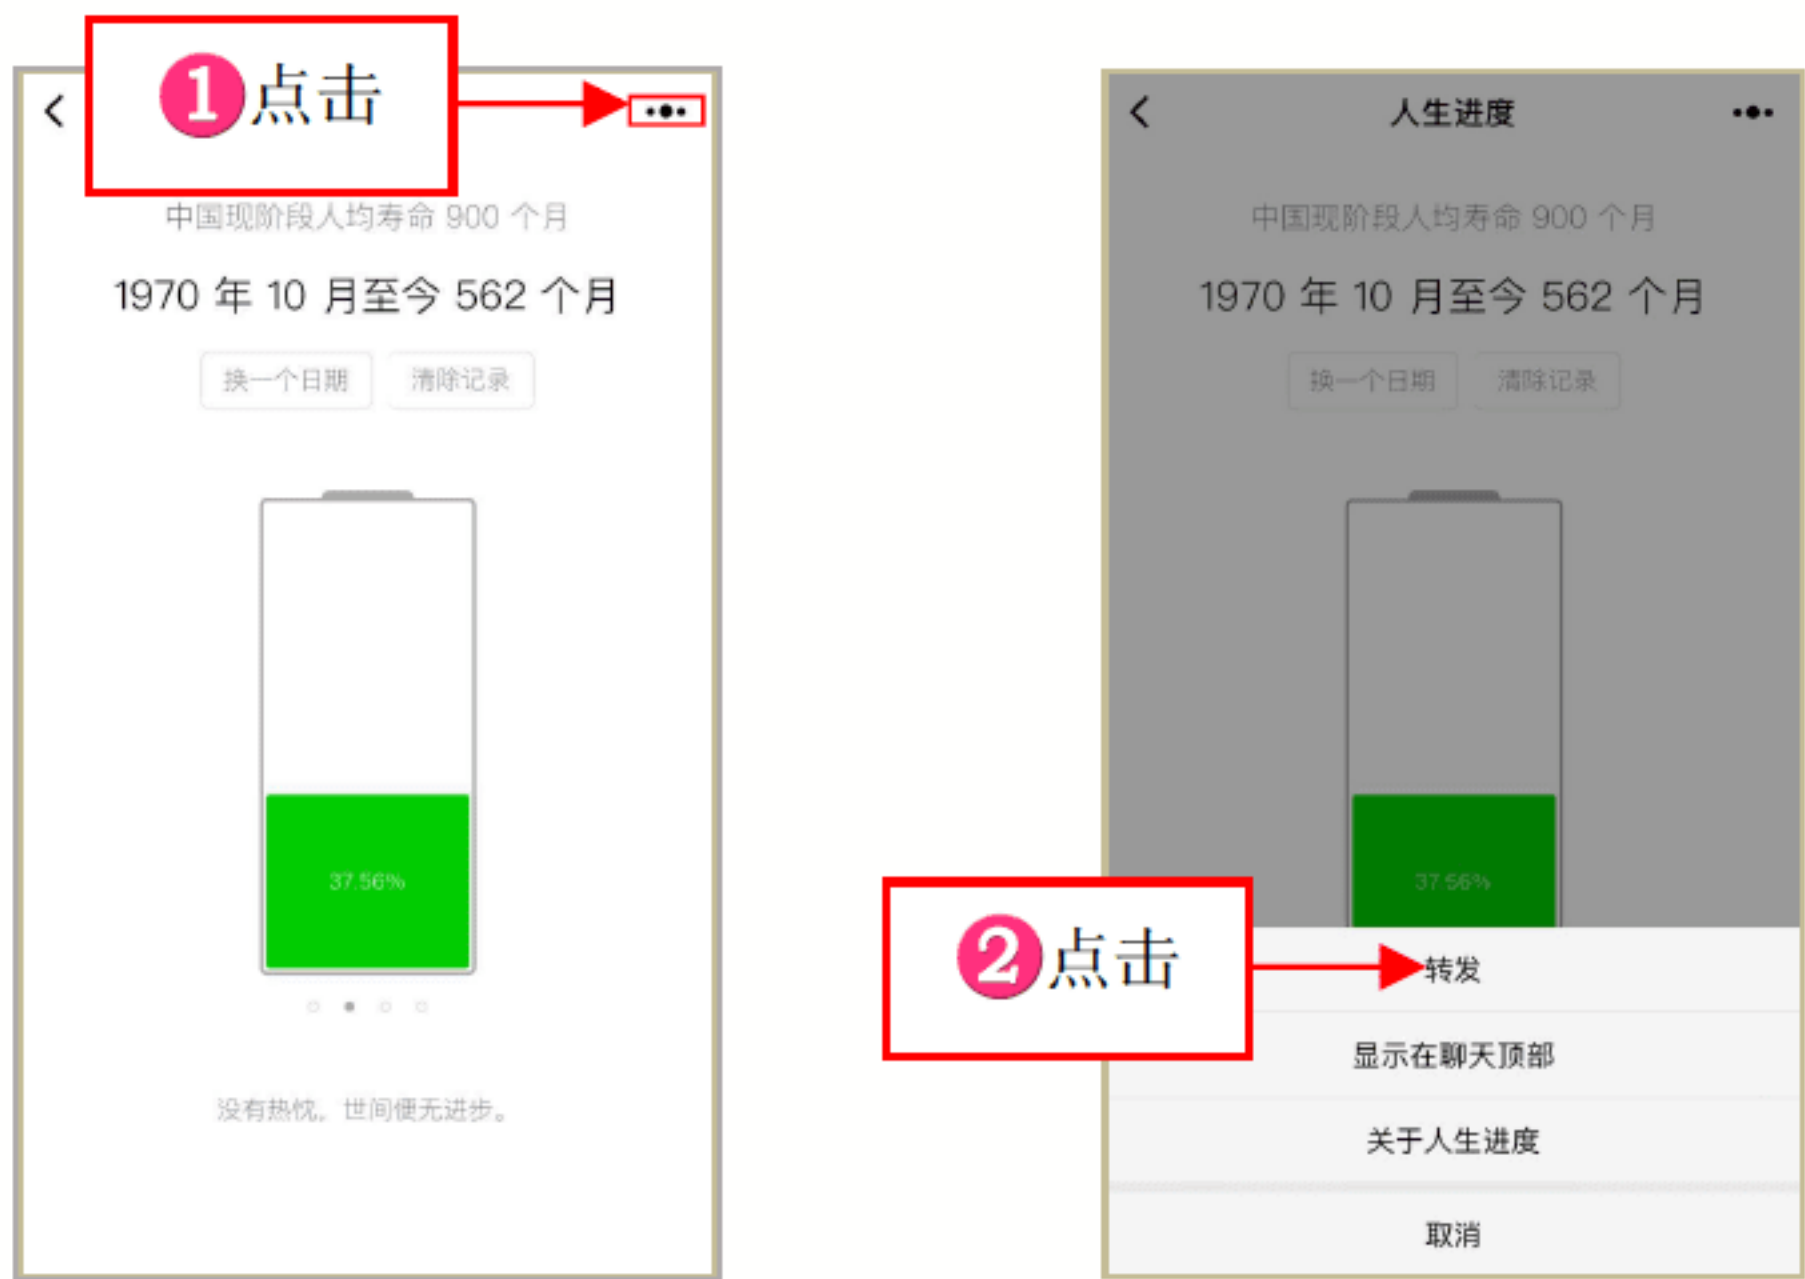 1点击
中国现阶段人均寿命 900 个月
1970 年 10 月至今 562 个月
换一个日期 清除记录
37.56%
没有热忱，世间便无进步。
人生进度
中国现阶段人均寿命 900 个月
1970 年 10 月至今 562 个月
换一个日期 清除记录
37.56%
2点击
转发
显示在聊天顶部
关于人生进度
取消